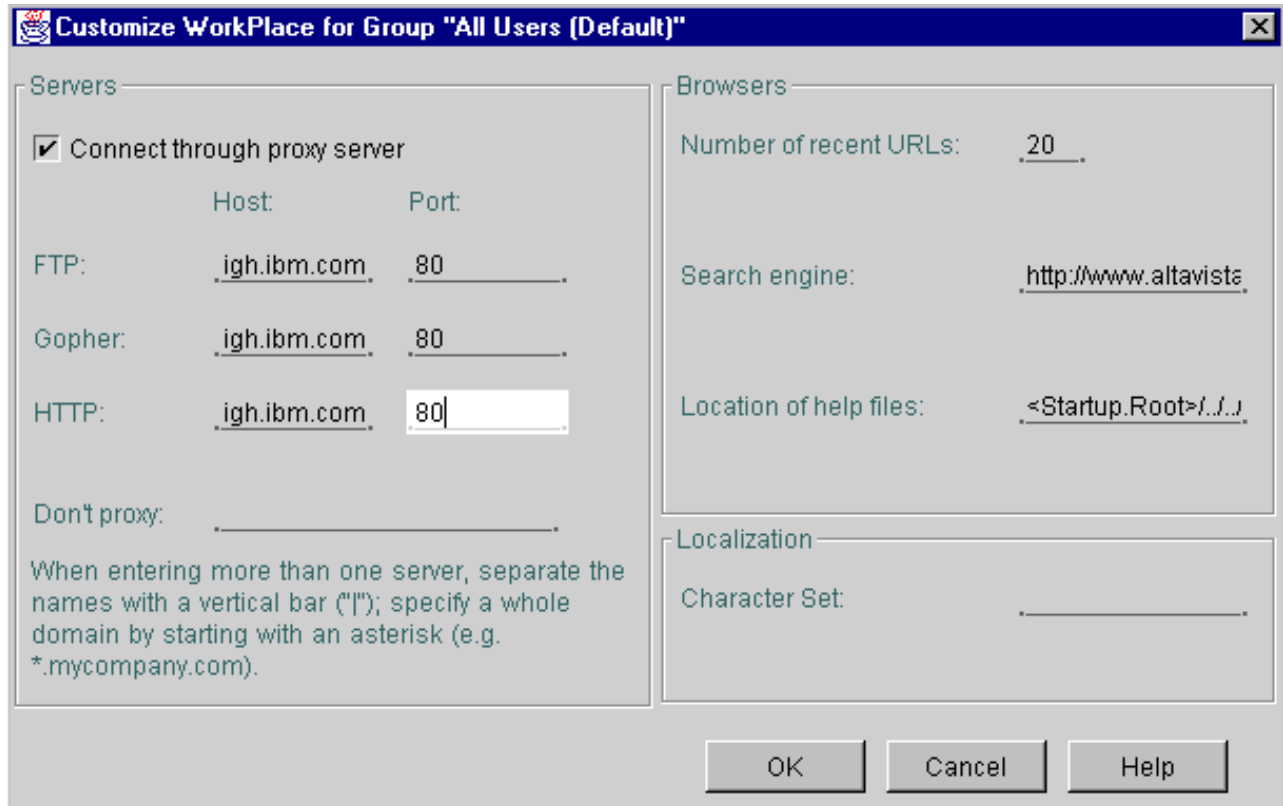 Customize WorkPlace for Group "All Users (Default)"
Servers
Connect through proxy server
Host: Port:
FTP: igh.ibm.com 80
Gopher: igh.ibm.com 80
HTTP: igh.ibm.com 80
Don't proxy:
When entering more than one server, separate the
names with a vertical bar ("|"); specify a whole
domain by starting with an asterisk (e.g.
*.mycompany.com).
Browsers
Number of recent URLs: 20
Search engine: http://www.altavista
Location of help files: <Startup.Root>/../../
Localization
Character Set:
OK Cancel Help